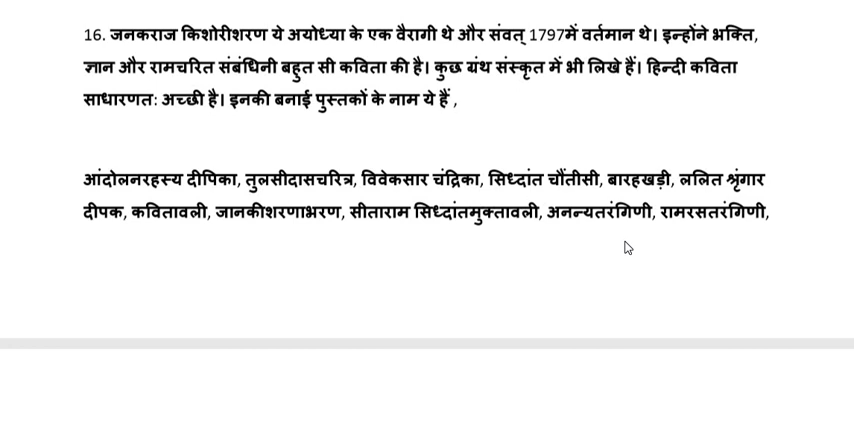 16. जनकराज किशोरीशरण ये अयोध्या के एक वैरागी थे और संवत् 1797में वर्तमान थे। इन्होंने भक्ति,
ज्ञान और रामचरित संबंधिनी बहुत सी कविता की है। कुछ ग्रंथ संस्कृत में भी लिखे हैं। हिन्दी कविता
साधारणत: अच्छी है। इनकी बनाई पुस्तकों के नाम ये हैं ,
आंदोलनरहस्य दीपिका, तुलसीदासचरित्र, विवेकसार चंद्रिका, सिध्दांत चौंतीसी, बारहखड़ी, ललित श्रृंगार
दीपक, कवितावली, जानकीशरणाभरण, सीताराम सिध्दांतमुक्तावली, अनन्यतरंगिणी, रामरसतरंगिणी,